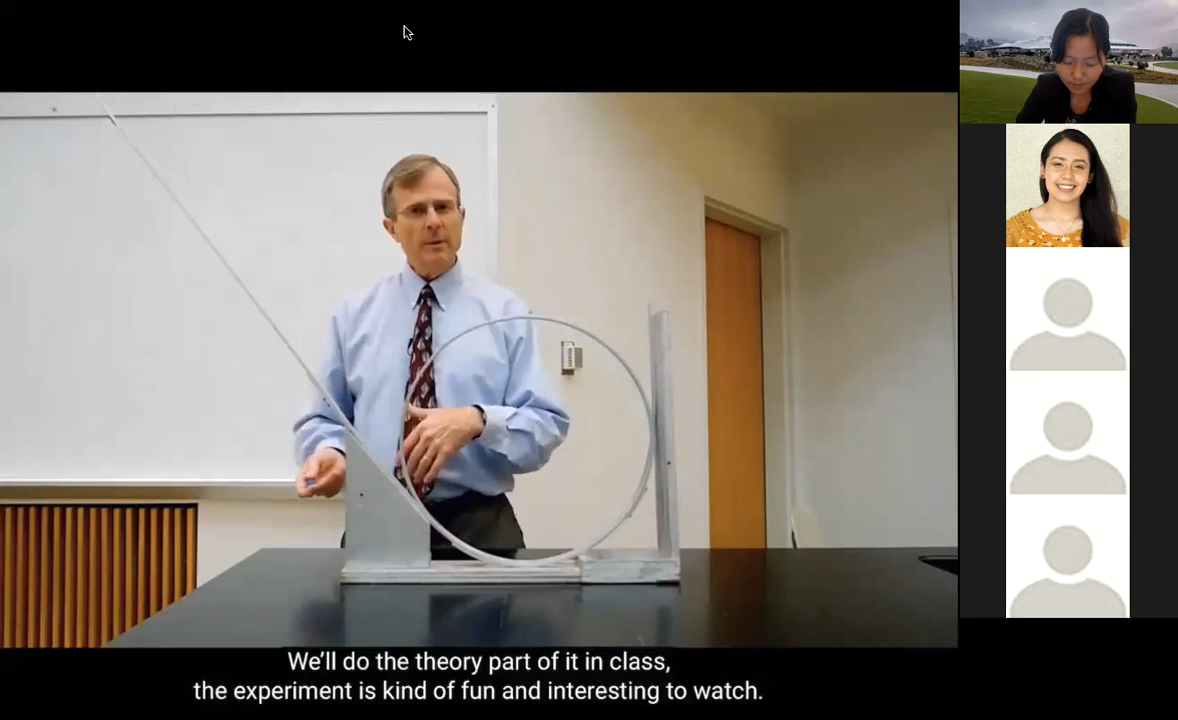 We’ll do the theory part of it in class,
the experiment is kind of fun and interesting to watch.